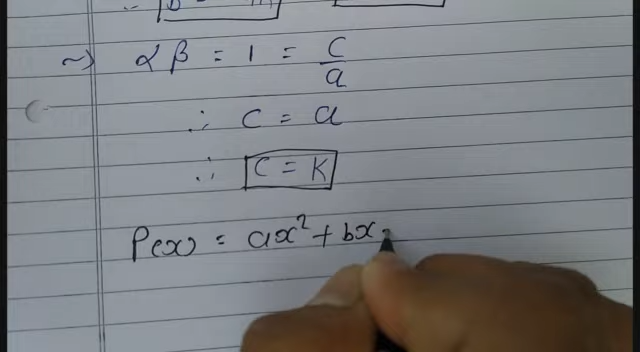 ~) αβ = 1 = c/a
∴ c = a
∴ c = k
P(x) = ax² + bx